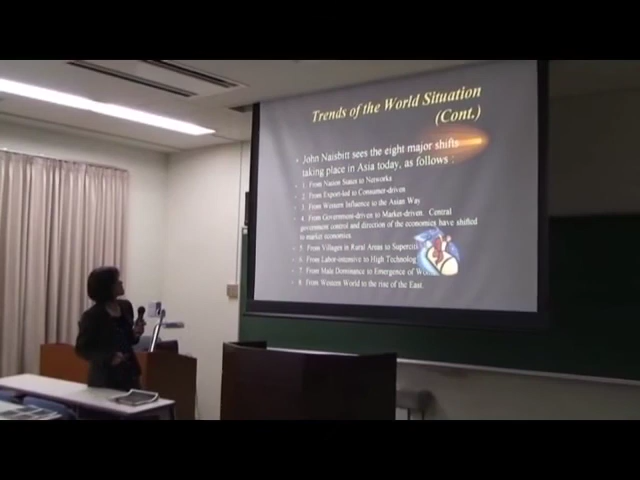 Trends of the World Situation
(Cont.)
• John Naisbitt sees the eight major shifts
taking place in Asia today, as follows :
• 1. From Nation States to Networks
• 2. From Export-led to Consumer-driven
• 3. From Western Influence to the Asian Way
• 4. From Government-driven to Market-driven. Central
government control and direction of the economies have shifted
to market economies.
• 5. From Villages in Rural Areas to
• 6. From Labor-intensive to High
• 7. From Male Dominance to Emergence of
• 8. From Western World to the rise of the East.